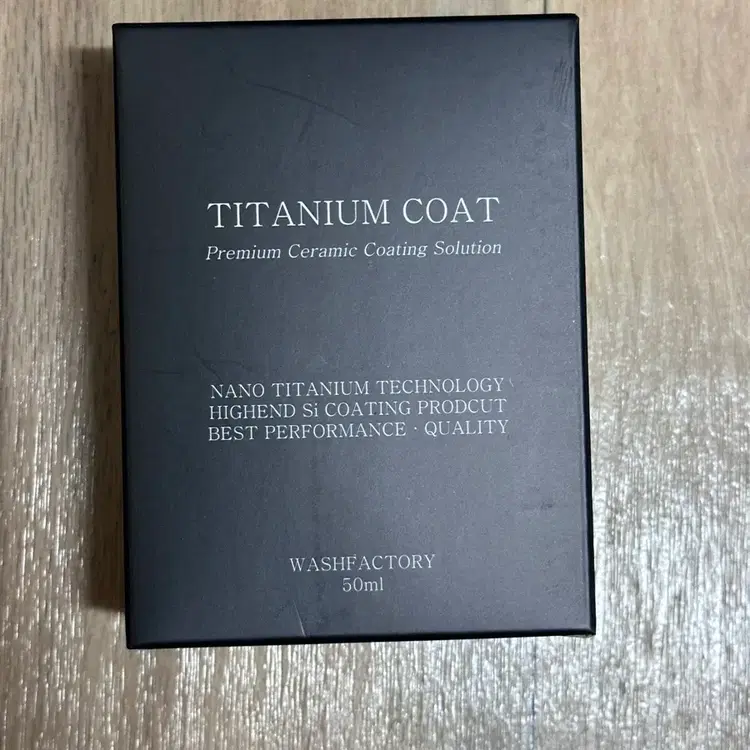 TITANIUM COAT
Premium Ceramic Coating Solution
NANO TITANIUM TECHNOLOGY
HIGHEND Si COATING PRODCUT
BEST PERFORMANCE · QUALITY
WASHFACTORY
50ml